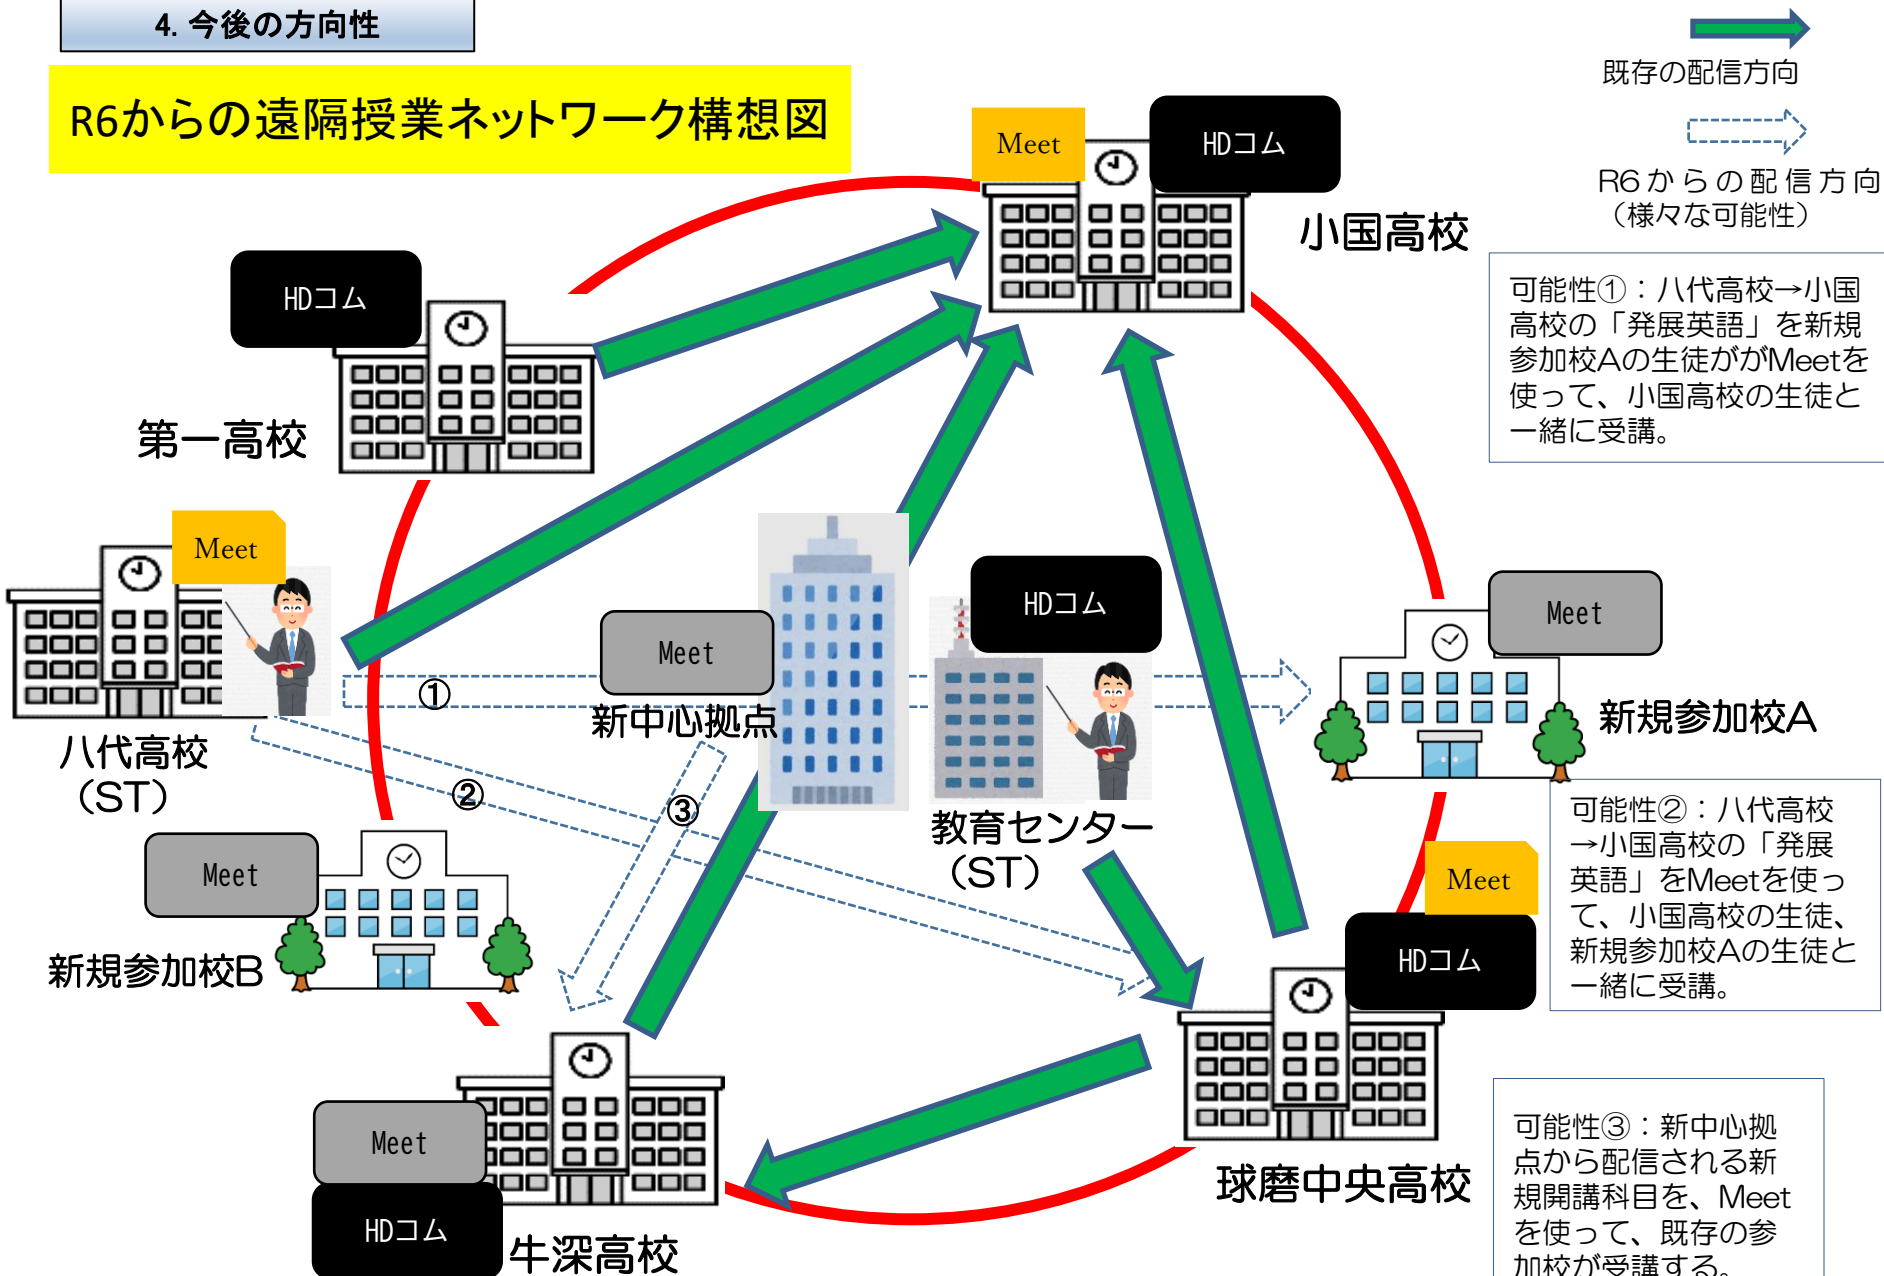 4. 今後の方向性
R6からの遠隔授業ネットワーク構想図
既存の配信方向
R6からの配信方向
（様々な可能性）
Meet
HDコム
小国高校
可能性①：八代高校→小国
高校の「発展英語」を新規
参加校Aの生徒ががMeetを
使って、小国高校の生徒と
一緒に受講。
HDコム
第一高校
Meet
八代高校
（ST）
①
②
③
Meet
新中心拠点
HDコム
教育センター
（ST）
Meet
新規参加校A
可能性②：八代高校
→小国高校の「発展
英語」をMeetを使っ
て、小国高校の生徒、
新規参加校Aの生徒と
一緒に受講。
Meet
新規参加校B
Meet
HDコム
球磨中央高校
Meet
HDコム
牛深高校
可能性③：新中心拠
点から配信される新
規開講科目を、Meet
を使って、既存の参
加校が受講する。